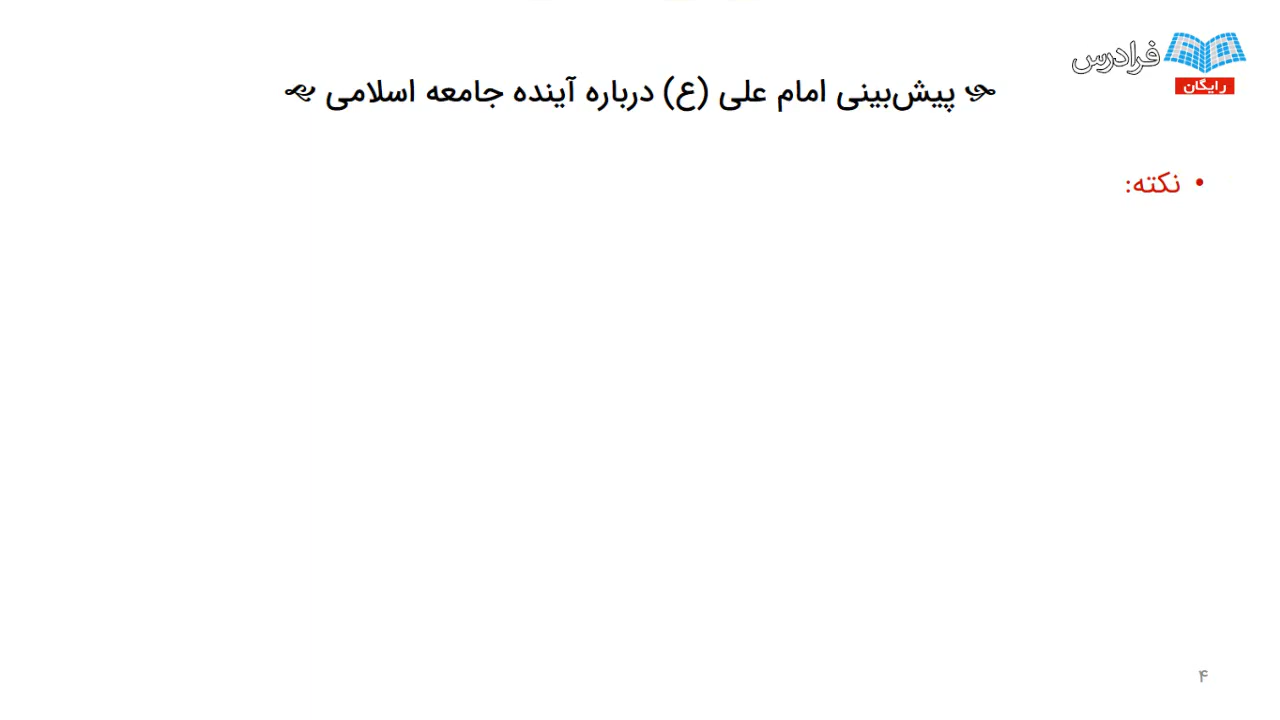 فرادرس
رایگان
پیش‌بینی امام علی (ع) درباره آینده جامعه اسلامی
• نکته:
۴